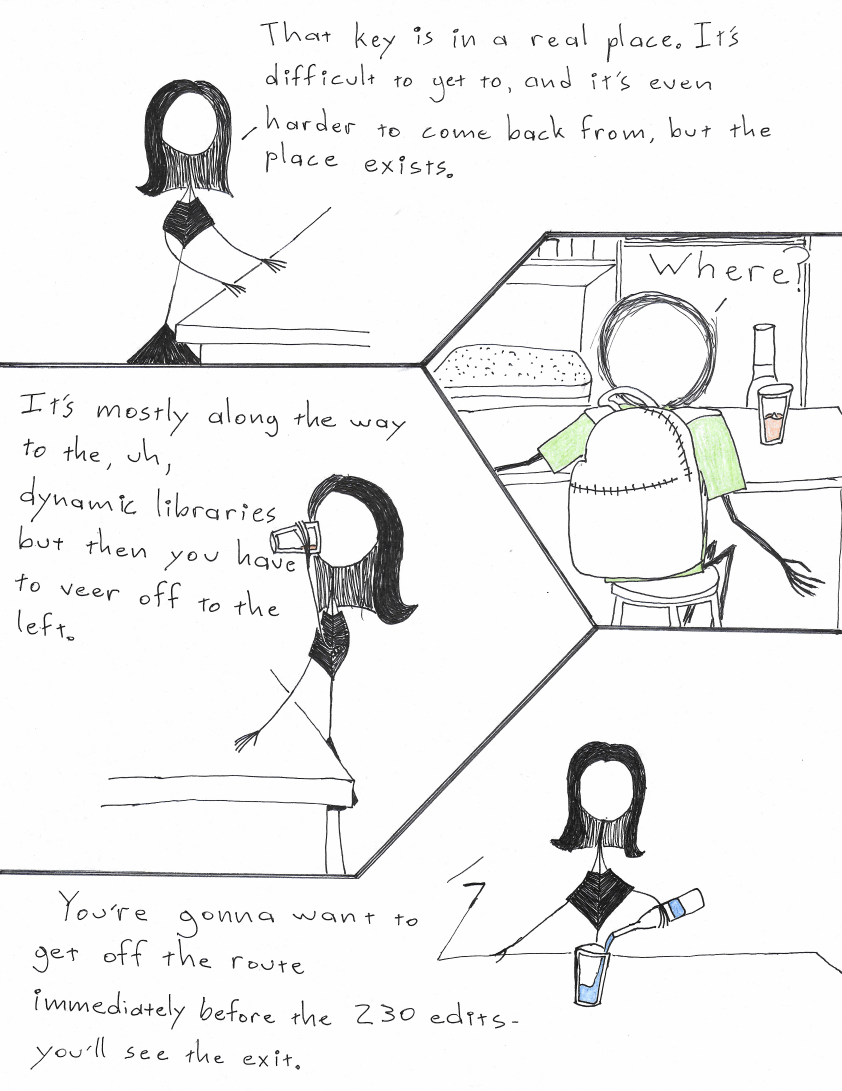 That key is in a real place. It's
difficult to get to, and it's even
harder to come back from, but the
place exists.
Where?
It's mostly along the way
to the, uh,
dynamic libraries
but then you have
to veer off to the
left.
You're gonna want to
get off the route
immediately before the 230 edits-
you'll see the exit.